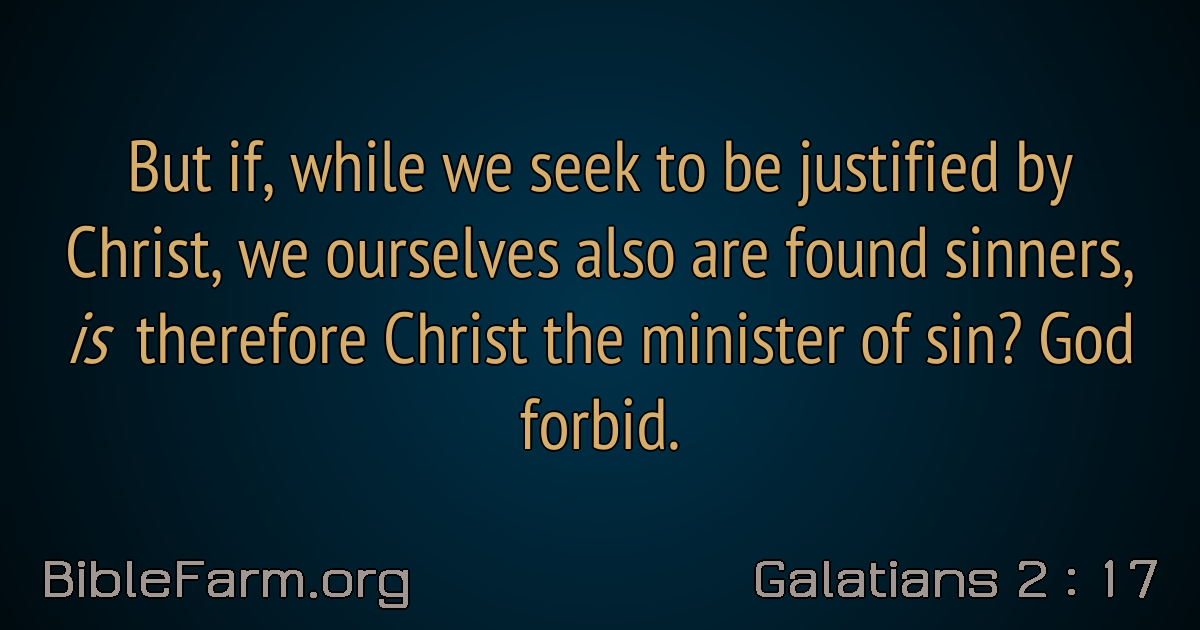 But if, while we seek to be justified by
Christ, we ourselves also are found sinners,
is therefore Christ the minister of sin? God
forbid.
BibleFarm.org
Galatians 2 : 17